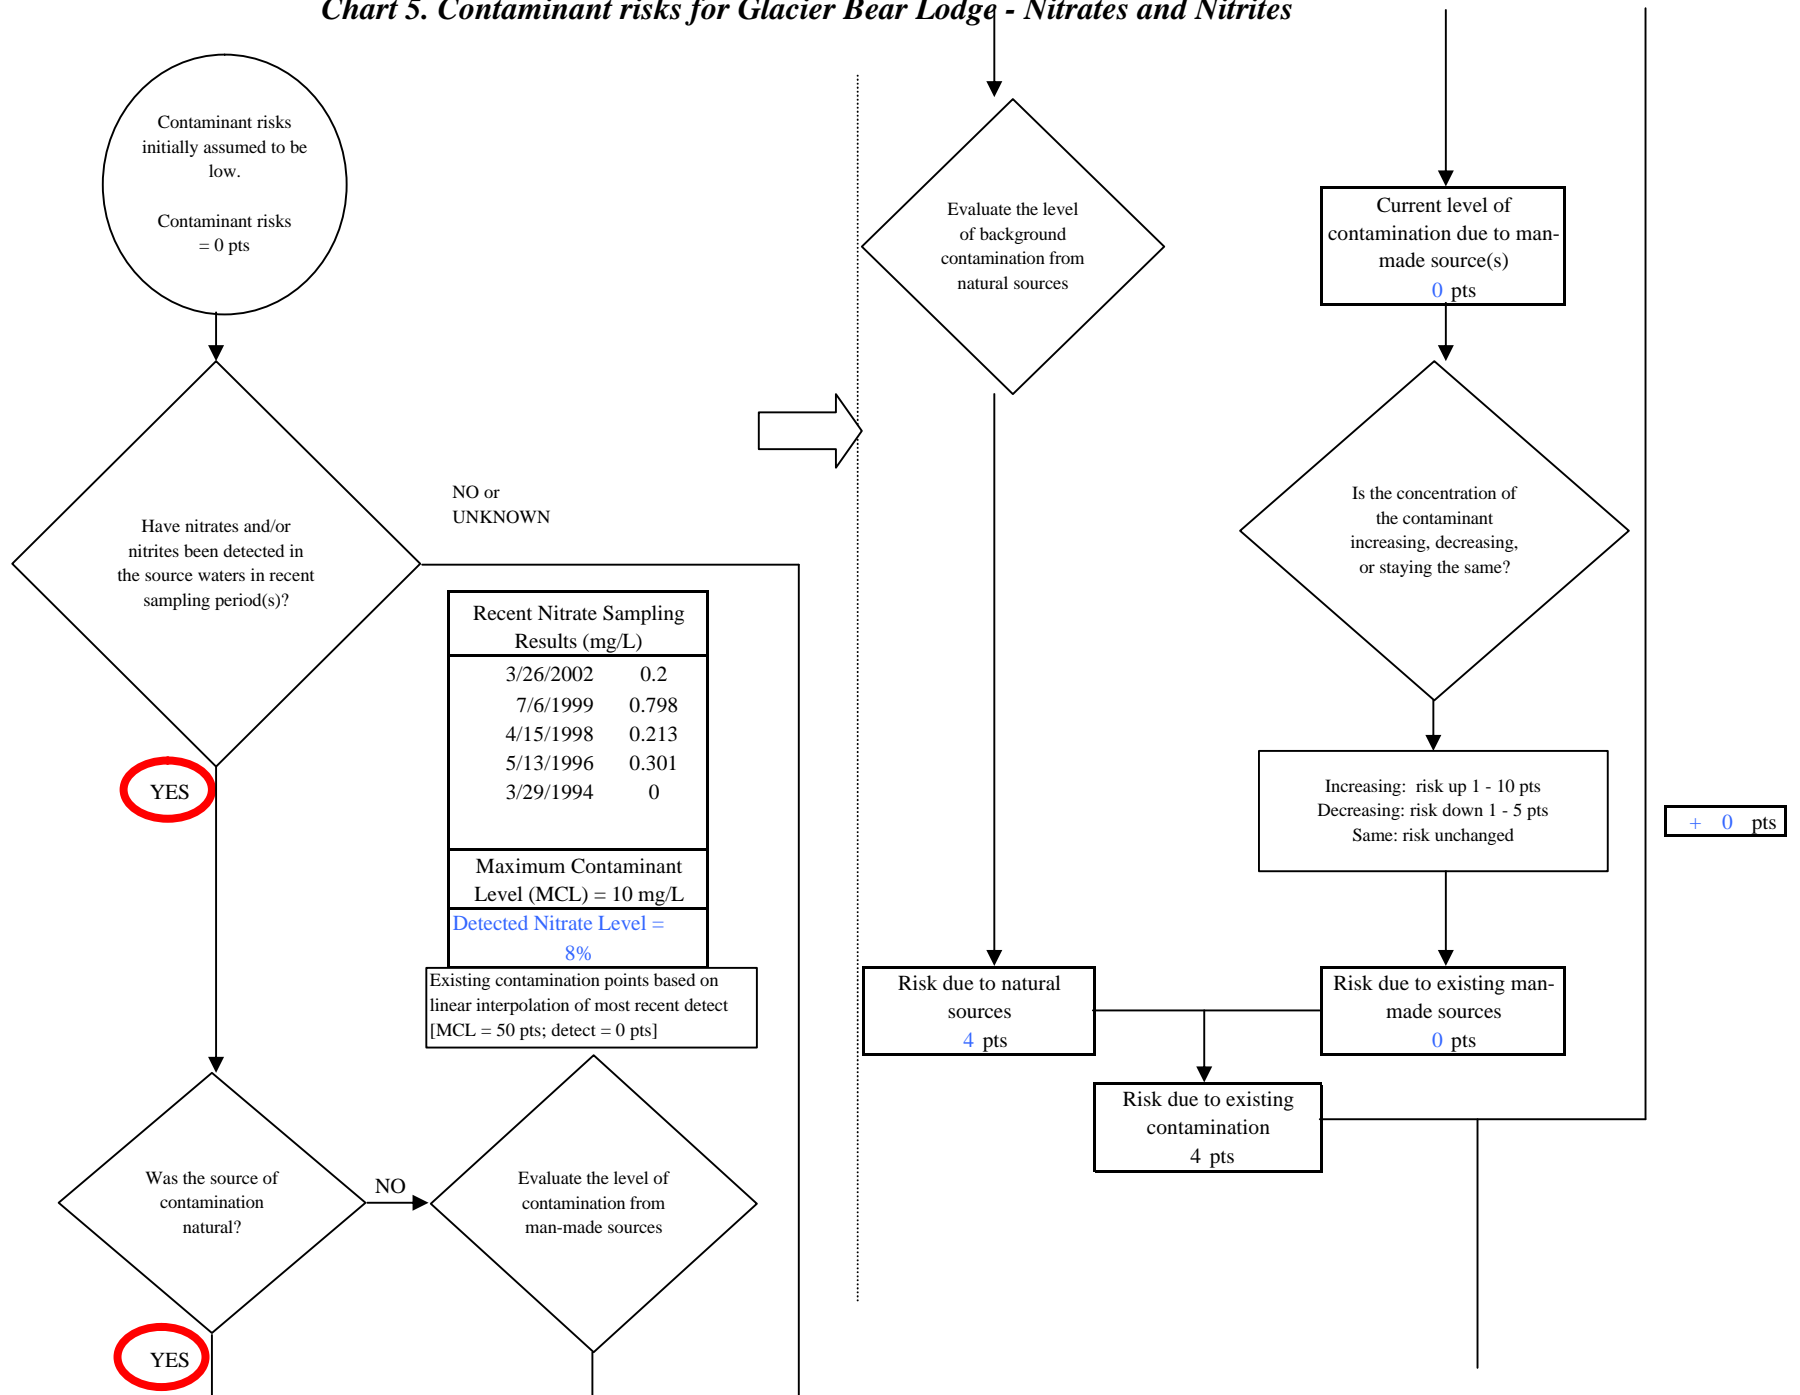 Chart 5. Contaminant risks for Glacier Bear Lodge - Nitrates and Nitrites
Contaminant risks
initially assumed to be
low.
Contaminant risks
= 0 pts
Have nitrates and/or
nitrites been detected in
the source waters in recent
sampling period(s)?
NO or
UNKNOWN
YES
Recent Nitrate Sampling
Results (mg/L)
3/26/2002 0.2
7/6/1999 0.798
4/15/1998 0.213
5/13/1996 0.301
3/29/1994 0
Maximum Contaminant
Level (MCL) = 10 mg/L
Detected Nitrate Level =
8%
Existing contamination points based on
linear interpolation of most recent detect
[MCL = 50 pts; detect = 0 pts]
Was the source of
contamination
natural?
NO
Evaluate the level of
contamination from
man-made sources
YES
Evaluate the level
of background
contamination from
natural sources
Current level of
contamination due to man-
made source(s)
0 pts
Is the concentration of
the contaminant
increasing, decreasing,
or staying the same?
Increasing: risk up 1 - 10 pts
Decreasing: risk down 1 - 5 pts
Same: risk unchanged
+ 0 pts
Risk due to natural
sources
4 pts
Risk due to existing man-
made sources
0 pts
Risk due to existing
contamination
4 pts